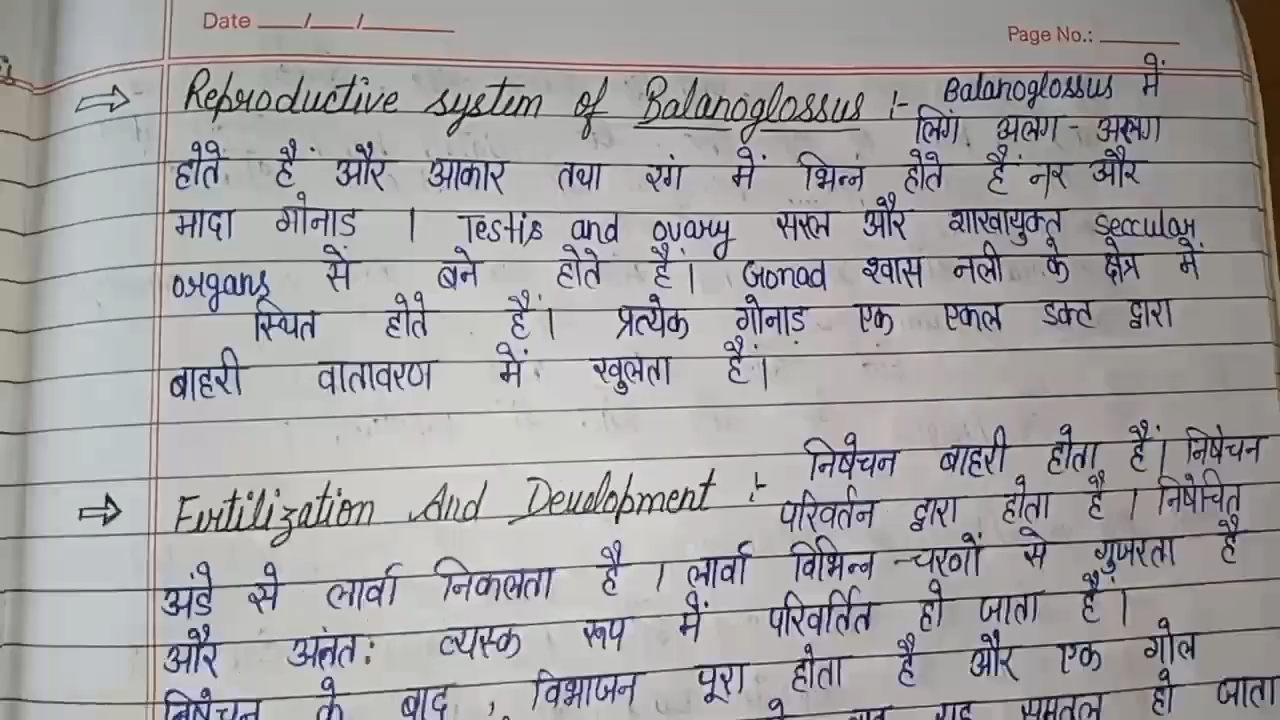 Date ___/___/______
Page No.: ______
⇒ Reproductive system of Balanoglossus :- Balanoglossus में
लिंग अलग-अलग
होते हैं और आकार तथा रंग में भिन्न होते हैं नर और
मादा गोनाड । Testis and ovary सरल और शाखायुक्त seccular
organs से बने होते हैं। Gonad श्वास नली के क्षेत्र में
स्थित होते हैं। प्रत्येक गोनाड़ एक एकल डक्ट द्वारा
बाहरी वातावरण में खुलता है।
निषेचन बाहरी होता है। निषेचन
⇒ Fertilization And Development :- परिवर्तन द्वारा होता है । निषेचित
अंडे से लार्वा निकलता है । लार्वा विभिन्न चरणों से गुजरता है
और अंततः व्यस्क रूप में परिवर्तित हो जाता है।
निषेचन के बाद , विभाजन पूरा होता है और एक गोल
समतल हो जाता